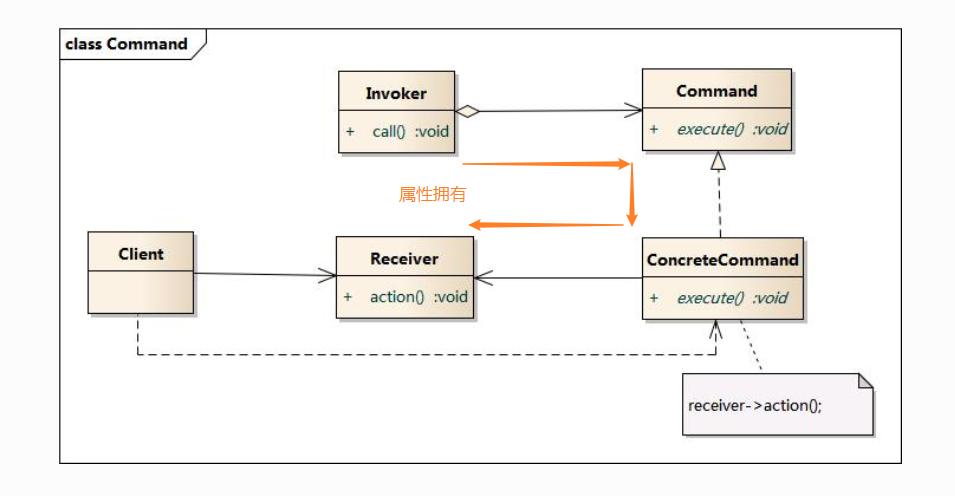 class Command
Invoker
+ call() :void
Command
+ execute() :void
属性拥有
Client
Receiver
+ action() :void
ConcreteCommand
+ execute() :void
receiver->action();